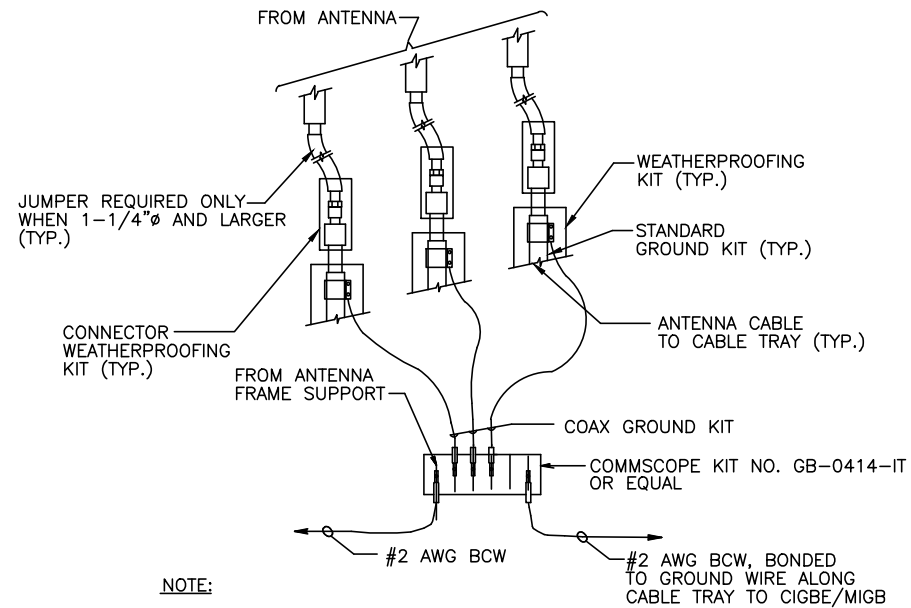 FROM ANTENNA
JUMPER REQUIRED ONLY
WHEN 1-1/4"ø AND LARGER
(TYP.)
WEATHERPROOFING
KIT (TYP.)
STANDARD
GROUND KIT (TYP.)
CONNECTOR
WEATHERPROOFING
KIT (TYP.)
ANTENNA CABLE
TO CABLE TRAY (TYP.)
FROM ANTENNA
FRAME SUPPORT
COAX GROUND KIT
COMMSCOPE KIT NO. GB-0414-IT
OR EQUAL
#2 AWG BCW
#2 AWG BCW, BONDED
TO GROUND WIRE ALONG
CABLE TRAY TO CIGBE/MIGB
NOTE: